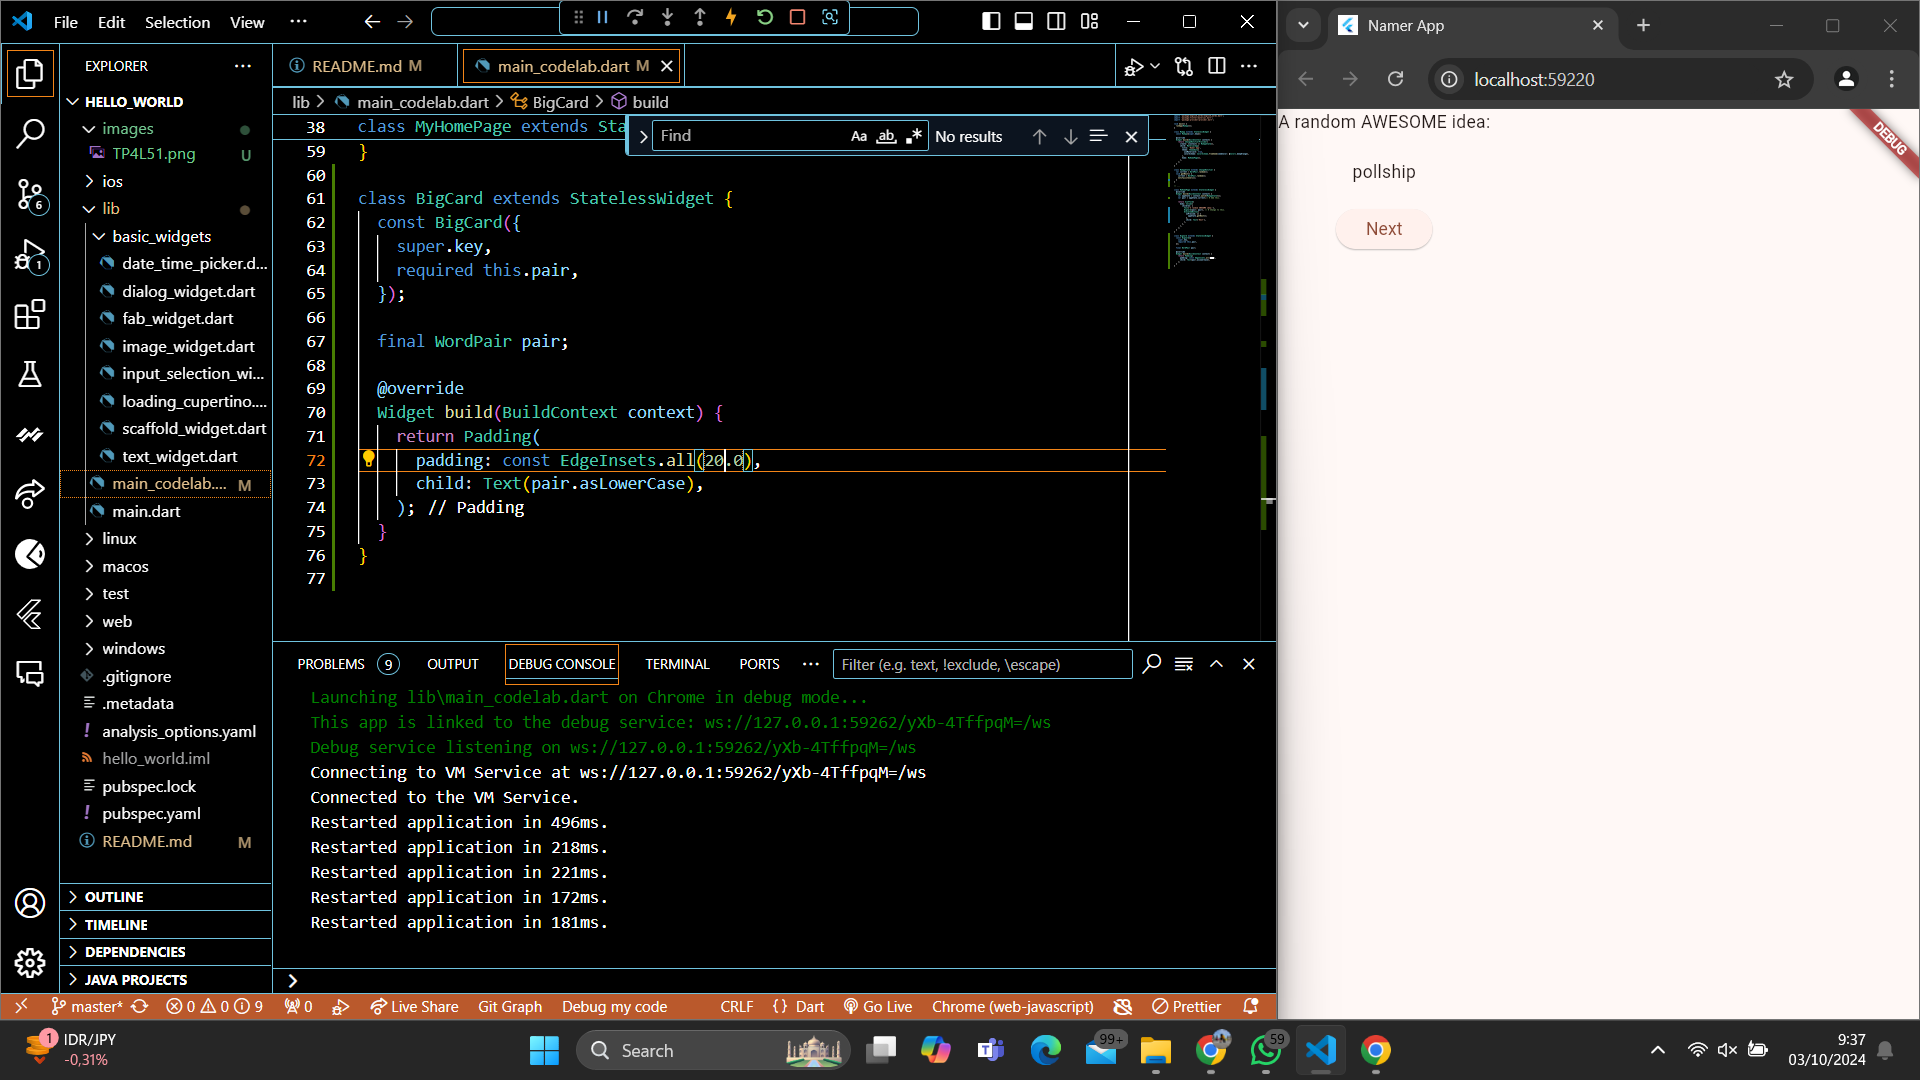 File Edit Selection View
README.md M
main_codelab.dart M
EXPLORER
HELLO_WORLD
images
TP4L51.png U
ios
lib
basic_widgets
date_time_picker.d...
dialog_widget.dart
fab_widget.dart
image_widget.dart
input_selection_wi...
loading_cupertino....
scaffold_widget.dart
text_widget.dart
main_codelab.... M
main.dart
linux
macos
test
web
windows
.gitignore
.metadata
analysis_options.yaml
hello_world.iml
pubspec.lock
pubspec.yaml
README.md M
OUTLINE
TIMELINE
DEPENDENCIES
JAVA PROJECTS
6
1
lib > main_codelab.dart > BigCard > build
Find
Aa ab
No results
38 class MyHomePage extends Sta
59 }
60
61 class BigCard extends StatelessWidget {
62 const BigCard({
63 super.key,
64 required this.pair,
65 });
66
67 final WordPair pair;
68
69 @override
70 Widget build(BuildContext context) {
71 return Padding(
72 padding: const EdgeInsets.all(20.0),
73 child: Text(pair.asLowerCase),
74 ); // Padding
75 }
76 }
77
PROBLEMS 9 OUTPUT DEBUG CONSOLE TERMINAL PORTS
Filter (e.g. text, !exclude, \escape)
Launching lib\main_codelab.dart on Chrome in debug mode...
This app is linked to the debug service: ws://127.0.0.1:59262/yXb-4TffpqM=/ws
Debug service listening on ws://127.0.0.1:59262/yXb-4TffpqM=/ws
Connecting to VM Service at ws://127.0.0.1:59262/yXb-4TffpqM=/ws
Connected to the VM Service.
Restarted application in 496ms.
Restarted application in 218ms.
Restarted application in 221ms.
Restarted application in 172ms.
Restarted application in 181ms.
master* 0 0 9 0 Live Share Git Graph Debug my code CRLF {} Dart Go Live Chrome (web-javascript) Prettier
Namer App
localhost:59220
A random AWESOME idea:
DEBUG
pollship
Next
1
IDR/JPY
-0,31%
Search
99+
59
9:37
03/10/2024